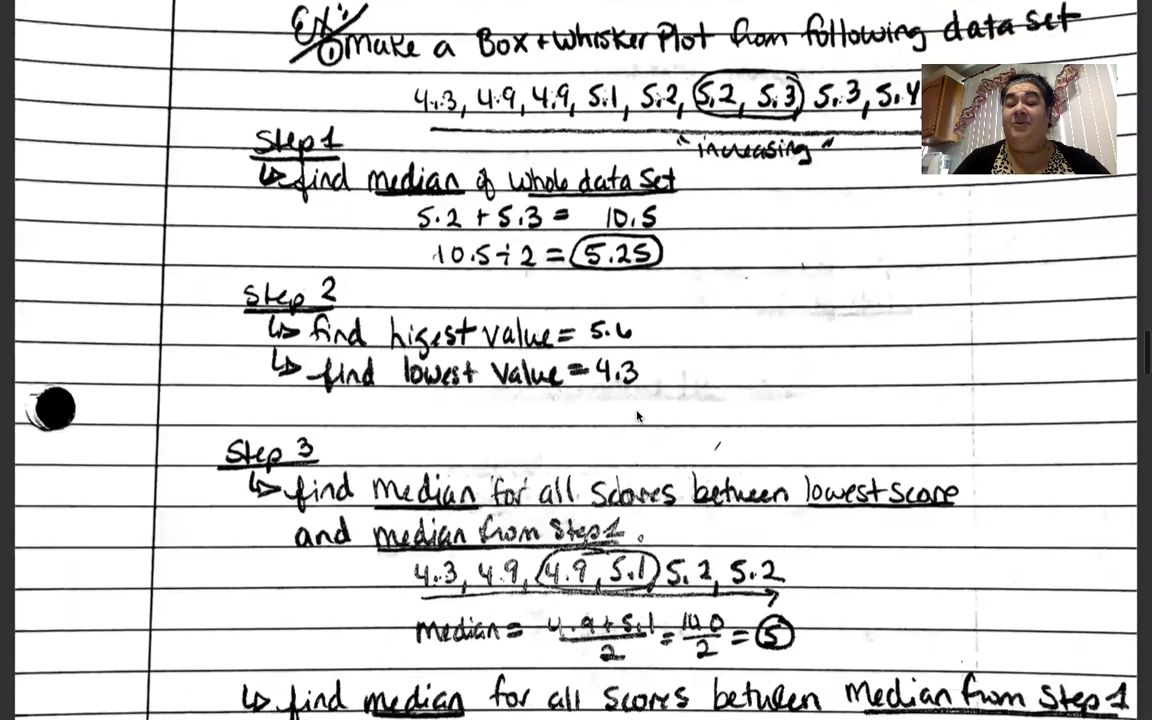 Ex:
① Make a Box + Whisker Plot from following data set
4.3, 4.9, 4.9, 5.1, 5.2, 5.2, 5.3, 5.3, 5.4
"increasing"
Step 1
↳ find median of whole data set
5.2 + 5.3 = 10.5
10.5 ÷ 2 = 5.25
Step 2
↳ find higest value = 5.6
↳ find lowest value = 4.3
Step 3
↳ find median for all scores between lowest score
and median from Step 1.
4.3, 4.9, 4.9, 5.1, 5.2, 5.2
Median = 4.9 + 5.1 / 2 = 10.0 / 2 = 5
↳ find median for all scores between median from Step 1